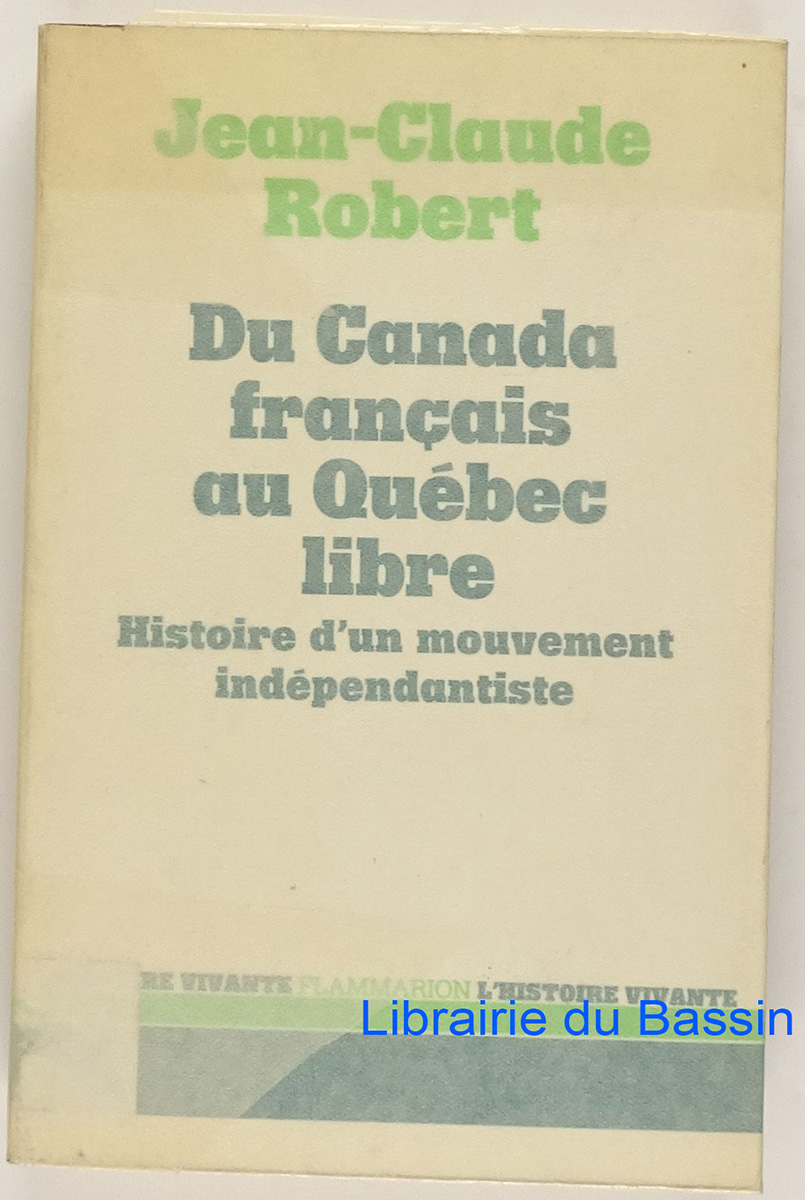 Jean-Claude
Robert
Du Canada
français
au Québec
libre
Histoire d'un mouvement
indépendantiste
RE VIVANTE FLAMMARION L'HISTOIRE VIVANTE
Librairie du Bassin